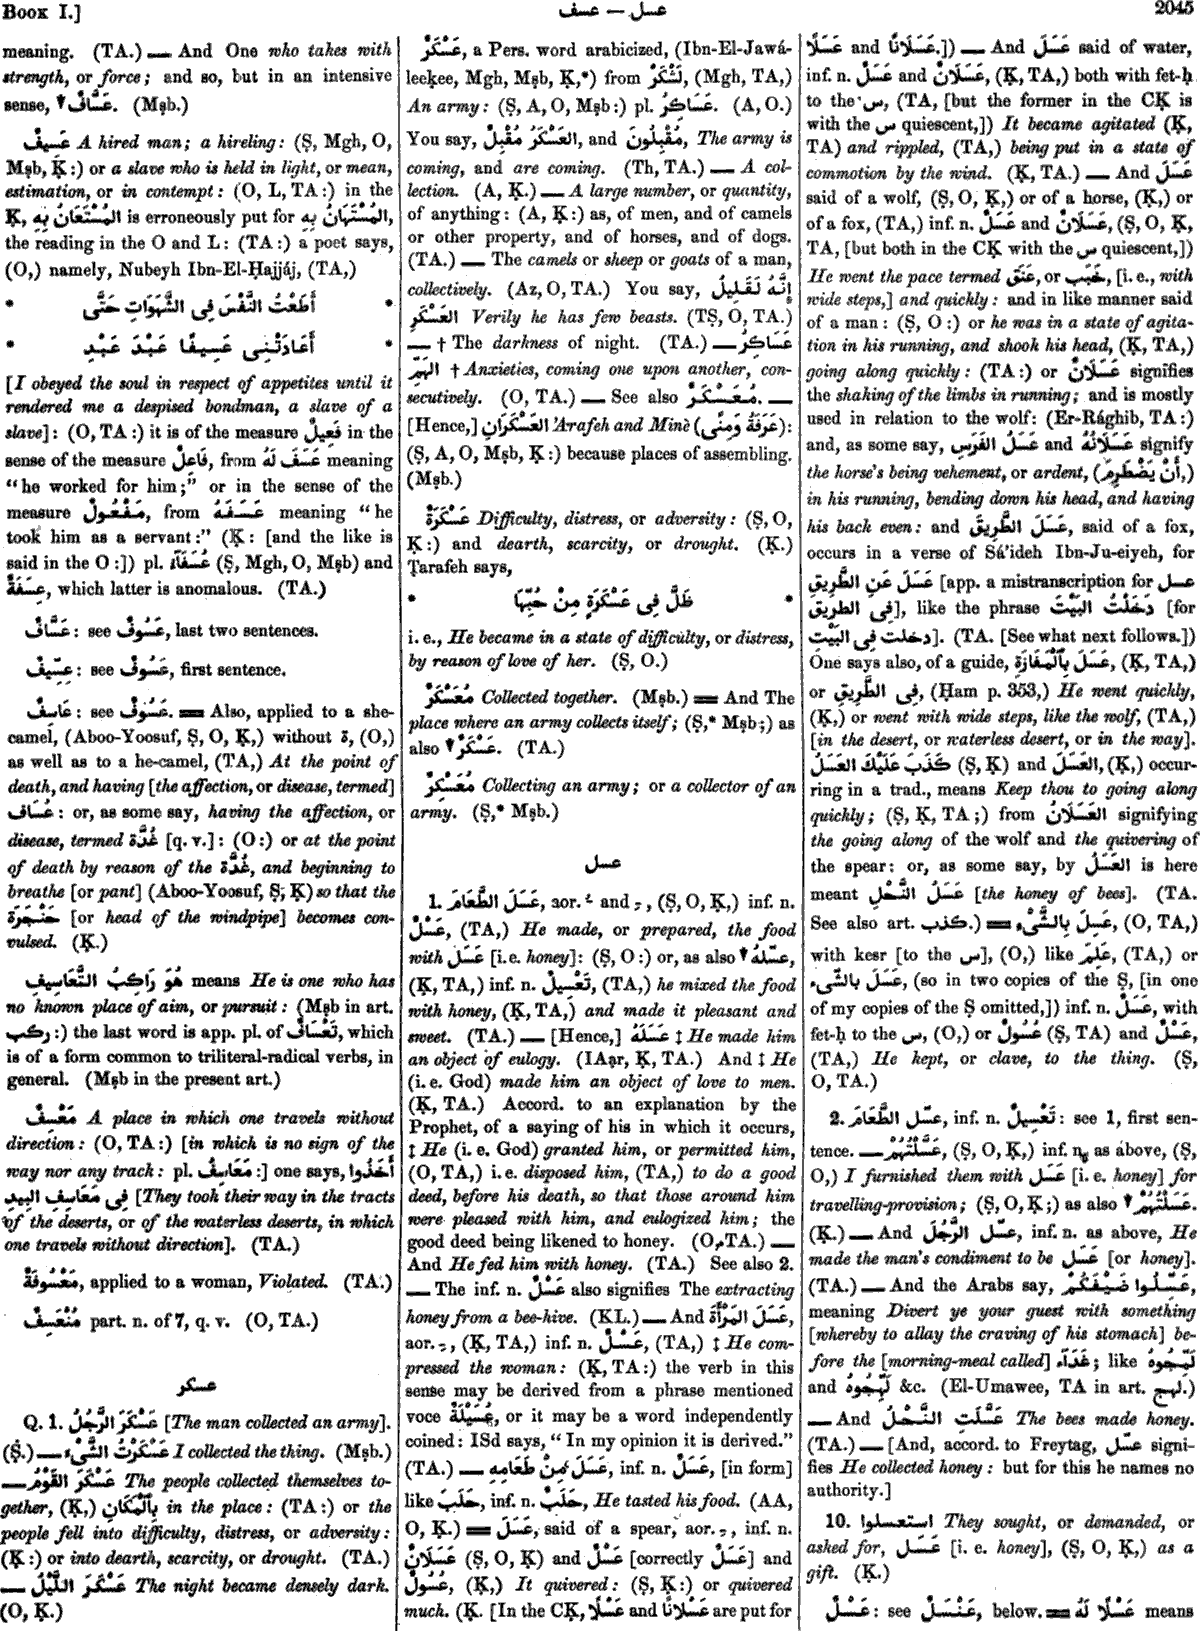 Book I.]
عسف — عسل
2045
meaning. (TA.) — And One who takes with
strength, or force; and so, but in an intensive
sense, ▼ عَسَّافٌ. (Mṣb.)
عَسِيفٌ A hired man; a hireling: (Ṣ, Mgh, O,
Mṣb, Ḳ:) or a slave who is held in light, or mean,
estimation, or in contempt: (O, L, TA:) in the
Ḳ, المُسْتَعَانُ بِهِ is erroneously put for المُسْتَهَانُ بِهِ,
the reading in the O and L: (TA:) a poet says,
(O,) namely, Nubeyh Ibn-El-Ḥajjáj, (TA,)
* أَطَعْتُ النَّفْسَ فِى الشَّهَوَاتِ حَتَّى *
* أَعَادَتْنِى عَسِيفًا عَبْدَ عَبْدِ *
[I obeyed the soul in respect of appetites until it
rendered me a despised bondman, a slave of a
slave]: (O, TA:) it is of the measure فَعِيلٌ in the
sense of the measure فَاعِلٌ, from عَسَفَ لَهُ meaning
“he worked for him;” or in the sense of the
measure مَفْعُولٌ, from عَسَفَهُ meaning “he
took him as a servant:” (Ḳ: [and the like is
said in the O:]) pl. عُسَفَآءُ (Ṣ, Mgh, O, Mṣb) and
عِسَفَةٌ, which latter is anomalous. (TA.)
عَسَّافٌ: see عَسُوفٌ, last two sentences.
عِسِّيفٌ: see عَسُوفٌ, first sentence.
عَاسِفٌ: see عَسُوفٌ. == Also, applied to a she-
camel, (Aboo-Yoosuf, Ṣ, O, Ḳ,) without ة, (O,)
as well as to a he-camel, (TA,) At the point of
death, and having [the affection, or disease, termed]
عُسَاف: or, as some say, having the affection, or
disease, termed غُدَّة [q. v.]: (O:) or at the point
of death by reason of the غُدَّة, and beginning to
breathe [or pant] (Aboo-Yoosuf, Ṣ, Ḳ) so that the
حَنْجَرَة [or head of the windpipe] becomes con-
vulsed. (Ḳ.)
هُوَ رَاكِبُ التَّعَاسِيفِ means He is one who has
no known place of aim, or pursuit: (Mṣb in art.
ركب:) the last word is app. pl. of تَعْسَافٌ, which
is of a form common to triliteral-radical verbs, in
general. (Mṣb in the present art.)
مَعْسِفٌ A place in which one travels without
direction: (O, TA:) [in which is no sign of the
way nor any track: pl. مَعَاسِفُ:] one says, أَخَذُوا
فِى مَعَاسِفِ البِيدِ [They took their way in the tracts
of the deserts, or of the waterless deserts, in which
one travels without direction]. (TA.)
مَعْسُوفَةٌ, applied to a woman, Violated. (TA.)
مُنْعَسِفٌ part. n. of 7, q. v. (O, TA.)
عسكر
Q. 1. عَسْكَرَ الرَّجُلُ [The man collected an army].
(Ṣ.) — عَسْكَرْتُ الشَّىْءَ I collected the thing. (Mṣb.)
— عَسْكَرَ القَوْمُ The people collected themselves to-
gether, (Ḳ,) بِٱلْمَكَانِ in the place: (TA:) or the
people fell into difficulty, distress, or adversity:
(Ḳ:) or into dearth, scarcity, or drought. (TA.)
— عَسْكَرَ اللَّيْلُ The night became densely dark.
(O, Ḳ.)
عَسْكَرٌ, a Pers. word arabicized, (Ibn-El-Jawá-
leeḳee, Mgh, Mṣb, Ḳ,*) from لَشْكَرْ, (Mgh, TA,)
An army: (Ṣ, A, O, Mṣb:) pl. عَسَاكِرُ. (A, O.)
You say, العَسْكَرُ مُقْبِلٌ, and مُقْبِلُونَ, The army is
coming, and are coming. (Th, TA.) — A col-
lection. (A, Ḳ.) — A large number, or quantity,
of anything: (A, Ḳ:) as, of men, and of camels
or other property, and of horses, and of dogs.
(TA.) — The camels or sheep or goats of a man,
collectively. (Az, O, TA.) You say, إِنَّهُ لَقَلِيلُ
العَسْكَرِ Verily he has few beasts. (TṢ, O, TA.)
— † The darkness of night. (TA.) — عَسَاكِرُ
الهَمِّ † Anxieties, coming one upon another, con-
secutively. (O, TA.) — See also مُعَسْكَرٌ. —
[Hence,] العَسْكَرَانِ 'Arafeh and Minè (عَرَفَةُ وَمِنًى):
(Ṣ, A, O, Mṣb, Ḳ:) because places of assembling.
(Mṣb.)
عَسْكَرَةٌ Difficulty, distress, or adversity: (Ṣ, O,
Ḳ:) and dearth, scarcity, or drought. (Ḳ.)
Ṭarafeh says,
* ظَلَّ فِى عَسْكَرَةٍ مِنْ حُبِّهَا *
i. e., He became in a state of difficulty, or distress,
by reason of love of her. (Ṣ, O.)
مُعَسْكَرٌ Collected together. (Mṣb.) == And The
place where an army collects itself; (Ṣ,* Mṣb;) as
also ▼ عَسْكَرٌ. (TA.)
مُعَسْكِرٌ Collecting an army; or a collector of an
army. (Ṣ,* Mṣb.)
عسل
1. عَسَلَ الطَّعَامَ, aor. ـُ and ـِ, (Ṣ, O, Ḳ,) inf. n.
عَسْلٌ, (TA,) He made, or prepared, the food
with عَسَل [i. e. honey]: (Ṣ, O:) or, as also ▼ عَسَّلَهُ,
(Ḳ, TA,) inf. n. تَعْسِيلٌ, (TA,) he mixed the food
with honey, (Ḳ, TA,) and made it pleasant and
sweet. (TA.) — [Hence,] عَسَلَهُ ‡ He made him
an object of eulogy. (IAạr, Ḳ, TA.) And ‡ He
(i. e. God) made him an object of love to men.
(Ḳ, TA.) Accord. to an explanation by the
Prophet, of a saying of his in which it occurs,
‡ He (i. e. God) granted him, or permitted him,
(O, TA,) i. e. disposed him, (TA,) to do a good
deed, before his death, so that those around him
were pleased with him, and eulogized him; the
good deed being likened to honey. (O, TA.) —
And He fed him with honey. (TA.) See also 2.
— The inf. n. عَسْلٌ also signifies The extracting
honey from a bee-hive. (KL.) — And عَسَلَ المَرْأَةَ,
aor. ـِ, (Ḳ, TA,) inf. n. عَسْلٌ, (TA,) ‡ He com-
pressed the woman: (Ḳ, TA:) the verb in this
sense may be derived from a phrase mentioned
voce عُسَيْلَةٌ, or it may be a word independently
coined: ISd says, “In my opinion it is derived.”
(TA.) — عَسَلَ مِنْ طَعَامِهِ, inf. n. عَسَلٌ, [in form]
like حَلَبَ, inf. n. حَلَبٌ, He tasted his food. (AA,
O, Ḳ.) == عَسَلَ, said of a spear, aor. ـِ, inf. n.
عَسَلَانٌ (Ṣ, O, Ḳ) and عَسْلٌ [correctly عَسَلٌ] and
عُسُولٌ, (Ḳ,) It quivered: (Ṣ, Ḳ:) or quivered
much. (Ḳ. [In the CḲ, عَسْلًا and عَسْلانًا are put for
عَسَلًا and عَسَلَانًا.]) — And عَسَلَ said of water,
inf. n. عَسَلٌ and عَسَلَانٌ, (Ḳ, TA,) both with fet-ḥ
to the س, (TA, [but the former in the CḲ is
with the س quiescent,]) It became agitated (Ḳ,
TA) and rippled, (TA,) being put in a state of
commotion by the wind. (Ḳ, TA.) — And عَسَلَ
said of a wolf, (Ṣ, O, Ḳ,) or of a horse, (Ḳ,) or
of a fox, (TA,) inf. n. عَسَلٌ and عَسَلَانٌ, (Ṣ, O, Ḳ,
TA, [but both in the CḲ with the س quiescent,])
He went the pace termed عَنَق, or خَبَب, [i. e., with
wide steps,] and quickly: and in like manner said
of a man: (Ṣ, O:) or he was in a state of agita-
tion in his running, and shook his head, (Ḳ, TA,)
going along quickly: (TA:) or عَسَلَانٌ signifies
the shaking of the limbs in running; and is mostly
used in relation to the wolf: (Er-Rághib, TA:)
and, as some say, عَسَلُ الفَرَسِ and عَسَلَانُهُ signify
the horse's being vehement, or ardent, (أَنْ يَضْطَرِمَ,)
in his running, bending down his head, and having
his back even: and عَسَلَ الطَّرِيقَ, said of a fox,
occurs in a verse of Sá'ideh Ibn-Ju-eiyeh, for
عَسَلَ عَنِ الطَّرِيقِ [app. a mistranscription for عسل
فِى الطريق], like the phrase دَخَلْتُ البَيْتَ [for
دخلت فِى البَيْتِ]. (TA. [See what next follows.])
One says also, of a guide, عَسَلَ بِٱلْمَفَازَةِ, (Ḳ, TA,)
or فِى الطَّرِيقِ, (Ḥam p. 353,) He went quickly,
(Ḳ,) or went with wide steps, like the wolf, (TA,)
[in the desert, or waterless desert, or in the way].
كَذَبَ عَلَيْكَ العَسَلُ (Ṣ, Ḳ) and العَسَلَ, (Ḳ,) occur-
ring in a trad., means Keep thou to going along
quickly; (Ṣ, Ḳ, TA;) from العَسَلَانُ signifying
the going along of the wolf and the quivering of
the spear: or, as some say, by العَسَلُ is here
meant عَسَلُ النَّحْلِ [the honey of bees]. (TA.
See also art. كذب.) == عَسِلَ بِالشَّىْءِ, (O, TA,)
with kesr [to the س], (O,) like عَلِمَ, (TA,) or
عَسَلَ بالشَّىء, (so in two copies of the Ṣ, [in one
of my copies of the Ṣ omitted,]) inf. n. عَسَلٌ, with
fet-ḥ to the س, (O,) or عُسُولٌ (Ṣ, TA) and عَسْلٌ,
(TA,) He kept, or clave, to the thing. (Ṣ,
O, TA.)
2. عسّل الطَّعَامَ, inf. n. تَعْسِيلٌ: see 1, first sen-
tence. — عَسَّلْتُهُمْ, (Ṣ, O, Ḳ,) inf. n. as above, (Ṣ,
O,) I furnished them with عَسَل [i. e. honey] for
travelling-provision; (Ṣ, O, Ḳ;) as also ▼ عَسَلْتُهُمْ.
(Ḳ.) — And عسّل الرَّجُلَ, inf. n. as above, He
made the man's condiment to be عَسَل [or honey].
(TA.) — And the Arabs say, عَسِّلُوا ضَيْفَكُمْ,
meaning Divert ye your guest with something
[whereby to allay the craving of his stomach] be-
fore the [morning-meal called] غَدَآء; like لَمِّجُوهُ
and لَهِّجُوهُ &c. (El-Umawee, TA in art. لهج.)
— And عَسَّلَتِ النَّحْلُ The bees made honey.
(TA.) — [And, accord. to Freytag, عسّل signi-
fies He collected honey: but for this he names no
authority.]
10. استعسلوا They sought, or demanded, or
asked for, عَسَل [i. e. honey], (Ṣ, O, Ḳ,) as a
gift. (Ḳ.)
عَسْلٌ: see عَنْسَلٌ, below. == عَسْلًا لَهُ means